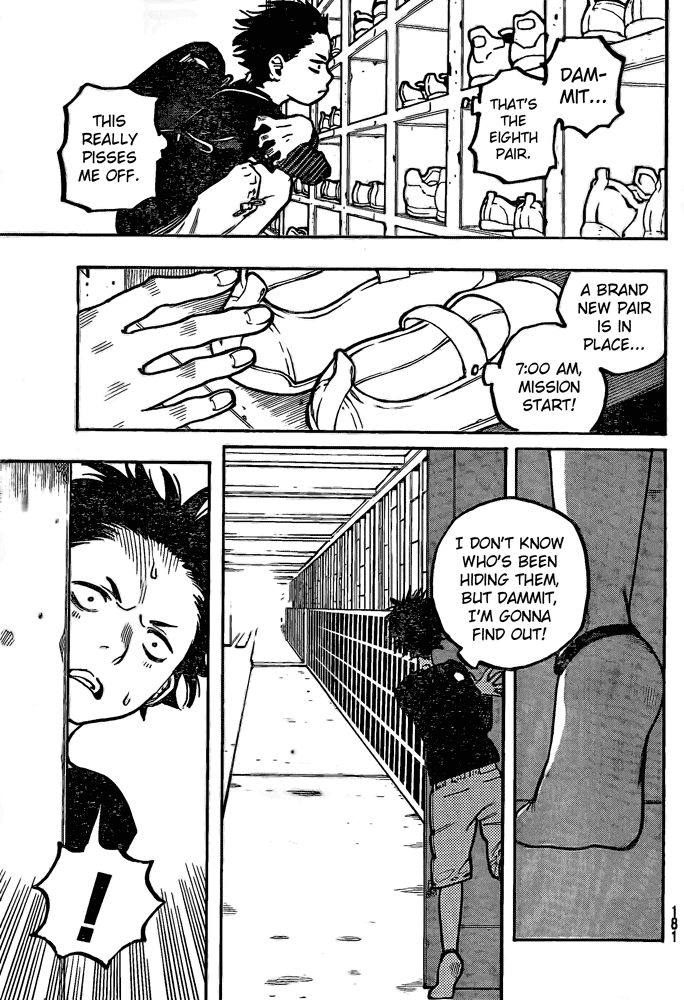 DAM-
MIT...
THAT'S
THE
EIGHTH
PAIR.
THIS
REALLY
PISSES
ME OFF.
A BRAND
NEW PAIR
IS IN
PLACE...
7:00 AM,
MISSION
START!
I DON'T KNOW
WHO'S BEEN
HIDING THEM,
BUT DAMMIT,
I'M GONNA
FIND OUT!
!
181